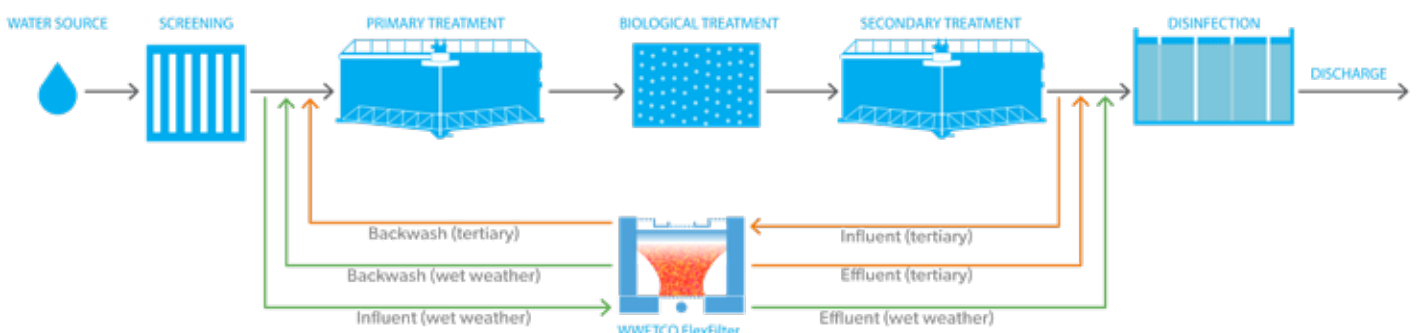 WATER SOURCE
SCREENING
PRIMARY TREATMENT
BIOLOGICAL TREATMENT
SECONDARY TREATMENT
DISINFECTION
DISCHARGE
Backwash (tertiary)
Influent (tertiary)
Backwash (wet weather)
Effluent (tertiary)
Influent (wet weather)
Effluent (wet weather)
WWETCO FlexFilter